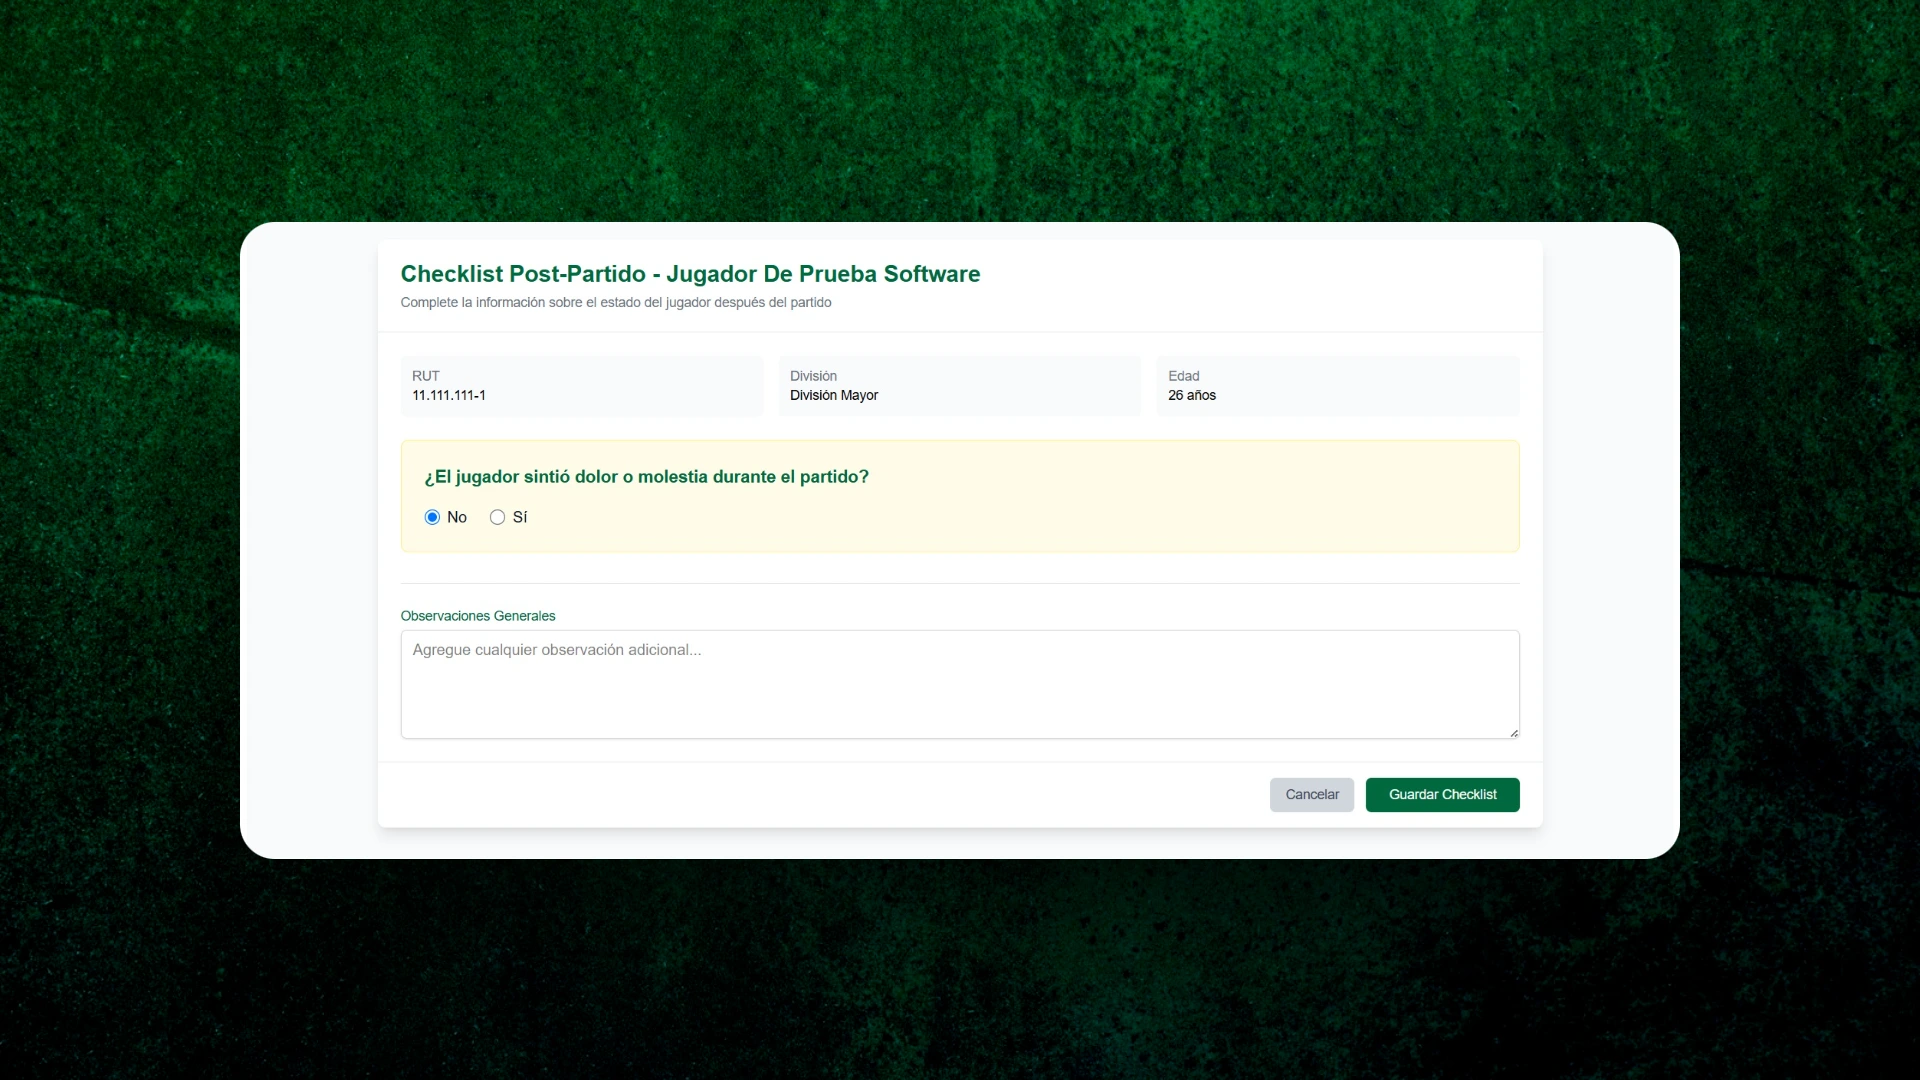 Checklist Post-Partido - Jugador De Prueba Software
Complete la información sobre el estado del jugador después del partido
RUT
11.111.111-1
División
División Mayor
Edad
26 años
¿El jugador sintió dolor o molestia durante el partido?
No Sí
Observaciones Generales
Agregue cualquier observación adicional...
Cancelar Guardar Checklist